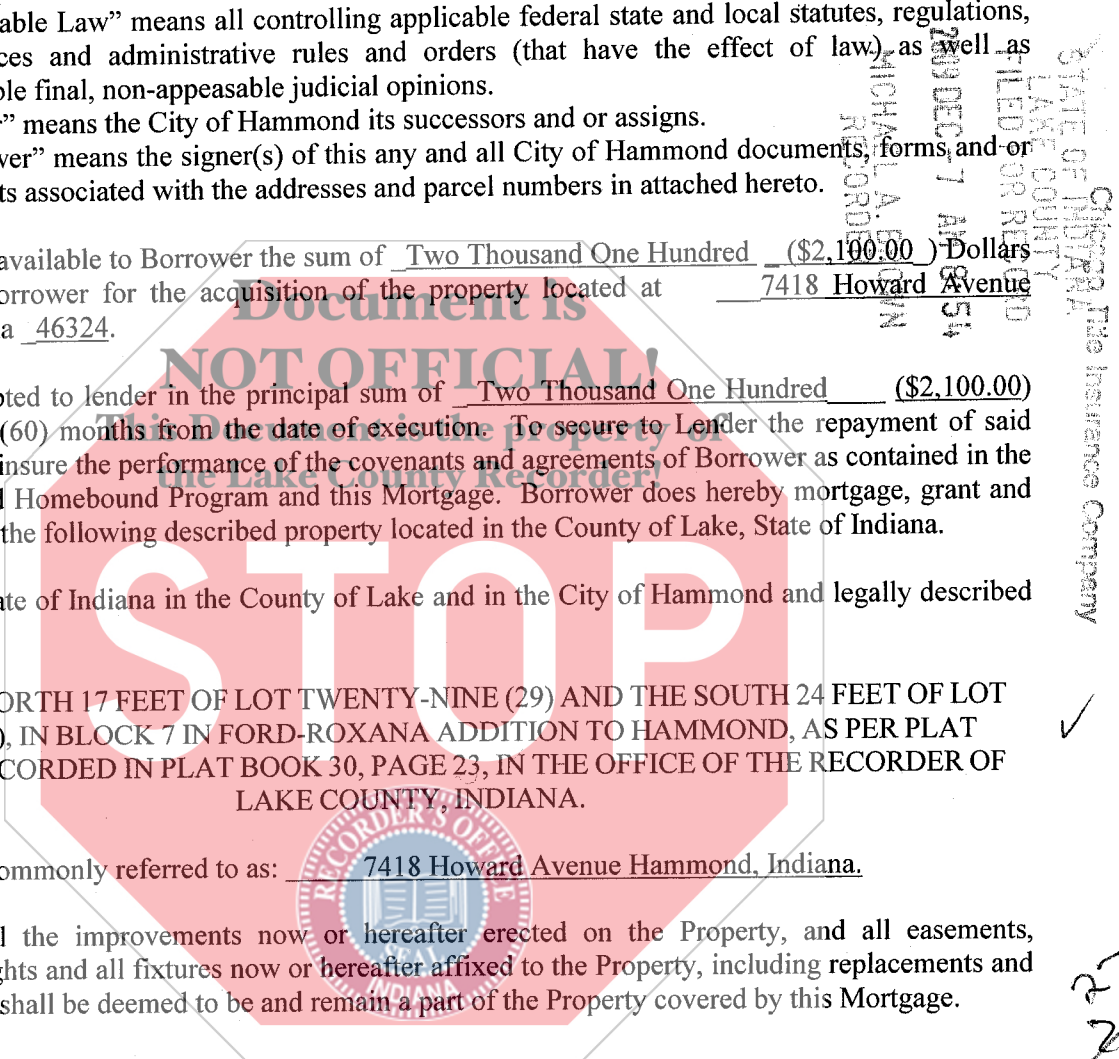 able Law” means all controlling applicable federal state and local statutes, regulations,
ces and administrative rules and orders (that have the effect of law) as well as
ble final, non-appeasable judicial opinions.
r” means the City of Hammond its successors and or assigns.
wer” means the signer(s) of this any and all City of Hammond documents, forms and or
ts associated with the addresses and parcel numbers in attached hereto.
available to Borrower the sum of Two Thousand One Hundred ($2,100.00 ) Dollars
orrower for the acquisition of the property located at 7418 Howard Avenue
a 46324.
oted to lender in the principal sum of Two Thousand One Hundred ($2,100.00)
(60) months from the date of execution. To secure to Lender the repayment of said
insure the performance of the covenants and agreements of Borrower as contained in the
d Homebound Program and this Mortgage. Borrower does hereby mortgage, grant and
the following described property located in the County of Lake, State of Indiana.
ate of Indiana in the County of Lake and in the City of Hammond and legally described
ORTH 17 FEET OF LOT TWENTY-NINE (29) AND THE SOUTH 24 FEET OF LOT
), IN BLOCK 7 IN FORD-ROXANA ADDITION TO HAMMOND, AS PER PLAT
CORDED IN PLAT BOOK 30, PAGE 23, IN THE OFFICE OF THE RECORDER OF
LAKE COUNTY, INDIANA.
ommonly referred to as: 7418 Howard Avenue Hammond, Indiana.
l the improvements now or hereafter erected on the Property, and all easements,
ghts and all fixtures now or hereafter affixed to the Property, including replacements and
shall be deemed to be and remain a part of the Property covered by this Mortgage.
Document is
NOT OFFICIAL!
This Document is the property of
the Lake County Recorder!
STOP
RECORDER'S OFFICE
SEAL
INDIANA
STATE OF INDIANA
LAKE COUNTY
FILED FOR RECORD
DEC 7 AM 8:54
MICHAEL A. BROWN
RECORDER
Chicago Title Insurance Company